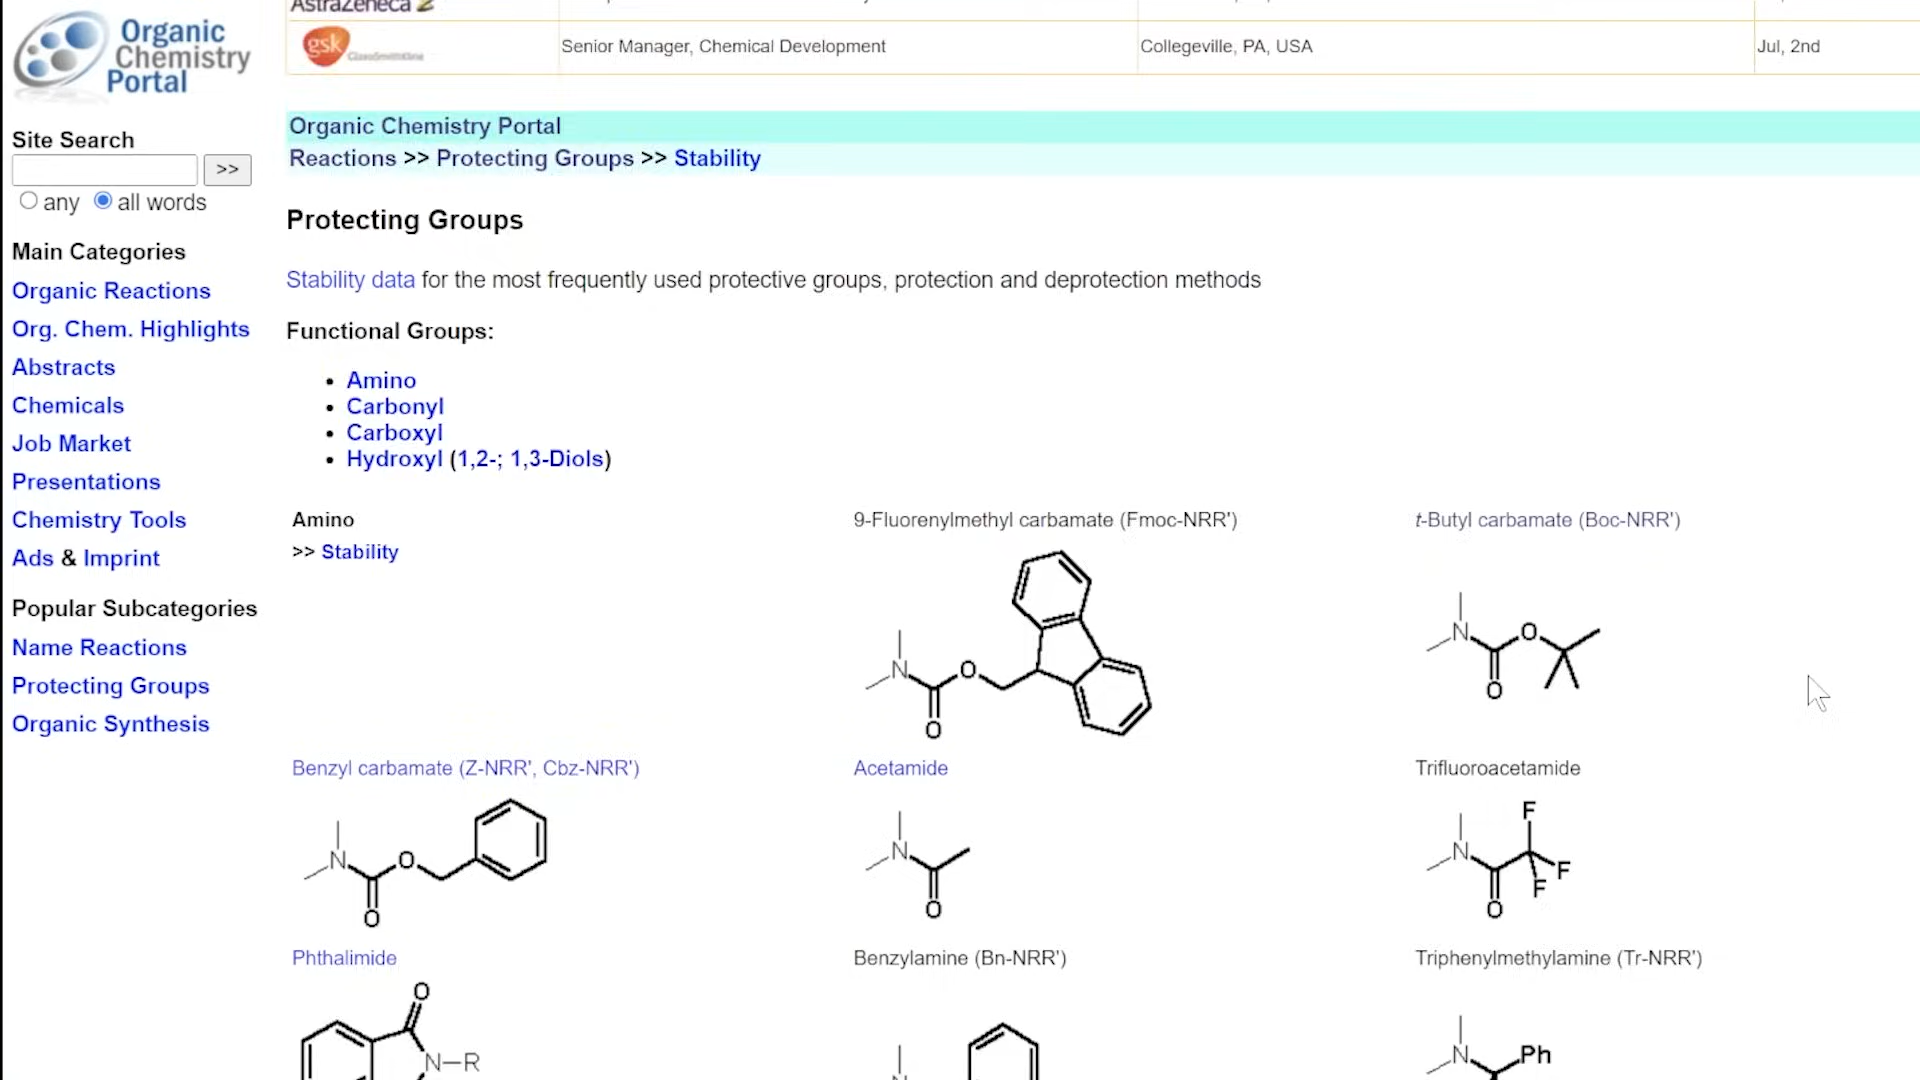 AstraZeneca
gsk GlaxoSmithKline
Senior Manager, Chemical Development
Collegeville, PA, USA
Jul, 2nd
Organic
Chemistry
Portal
Site Search
>>
any all words
Main Categories
Organic Reactions
Org. Chem. Highlights
Abstracts
Chemicals
Job Market
Presentations
Chemistry Tools
Ads & Imprint
Popular Subcategories
Name Reactions
Protecting Groups
Organic Synthesis
Organic Chemistry Portal
Reactions >> Protecting Groups >> Stability
Protecting Groups
Stability data for the most frequently used protective groups, protection and deprotection methods
Functional Groups:
• Amino
• Carbonyl
• Carboxyl
• Hydroxyl (1,2-; 1,3-Diols)
Amino
>> Stability
9-Fluorenylmethyl carbamate (Fmoc-NRR')
N
O
O
t-Butyl carbamate (Boc-NRR')
N
O
O
Benzyl carbamate (Z-NRR', Cbz-NRR')
N
O
O
Acetamide
N
O
Trifluoroacetamide
F
N
F
F
O
Phthalimide
O
N—R
Benzylamine (Bn-NRR')
N
Triphenylmethylamine (Tr-NRR')
N
Ph